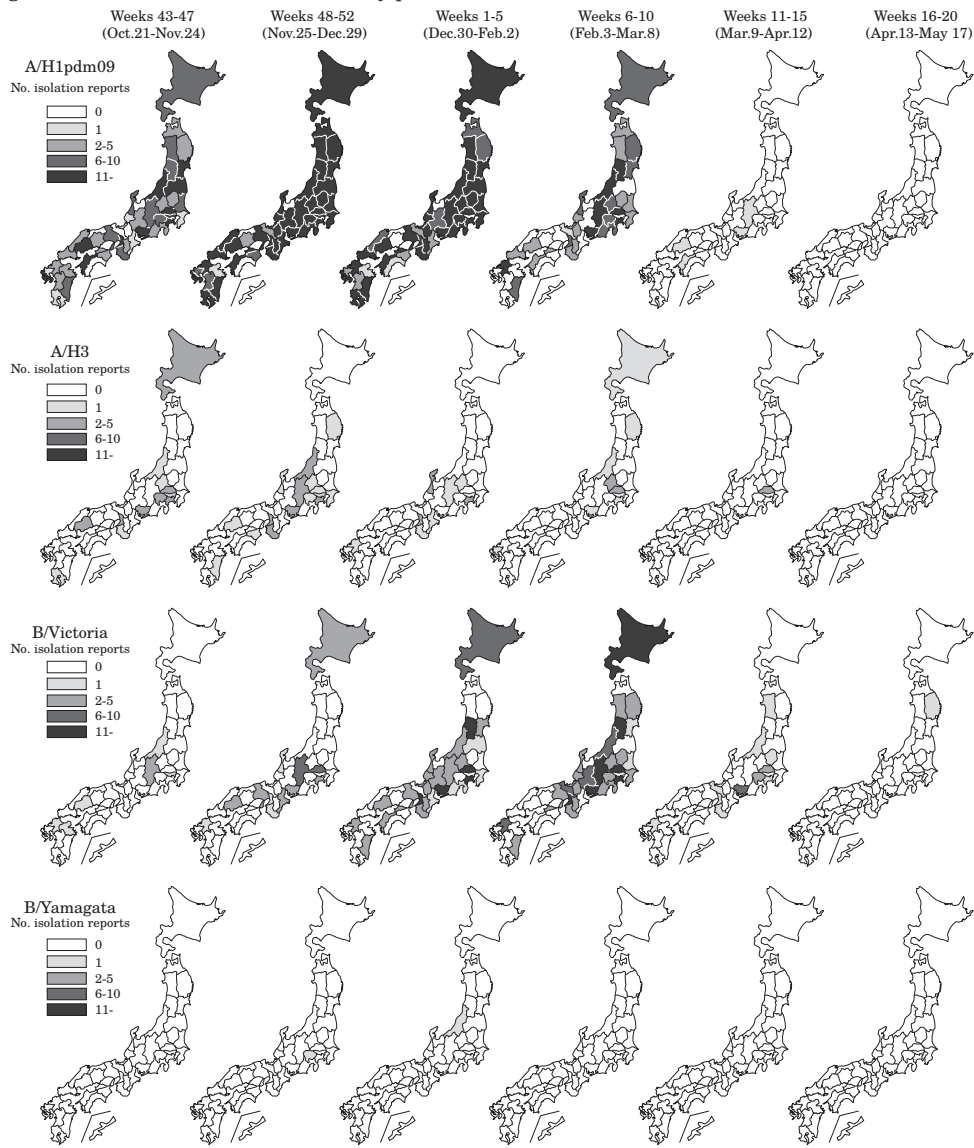 Weeks 43-47 Weeks 48-52 Weeks 1-5 Weeks 6-10 Weeks 11-15 Weeks 16-20
(Oct.21-Nov.24) (Nov.25-Dec.29) (Dec.30-Feb.2) (Feb.3-Mar.8) (Mar.9-Apr.12) (Apr.13-May 17)
A/H1pdm09
No. isolation reports
0
1
2-5
6-10
11-
A/H3
No. isolation reports
0
1
2-5
6-10
11-
B/Victoria
No. isolation reports
0
1
2-5
6-10
11-
B/Yamagata
No. isolation reports
0
1
2-5
6-10
11-